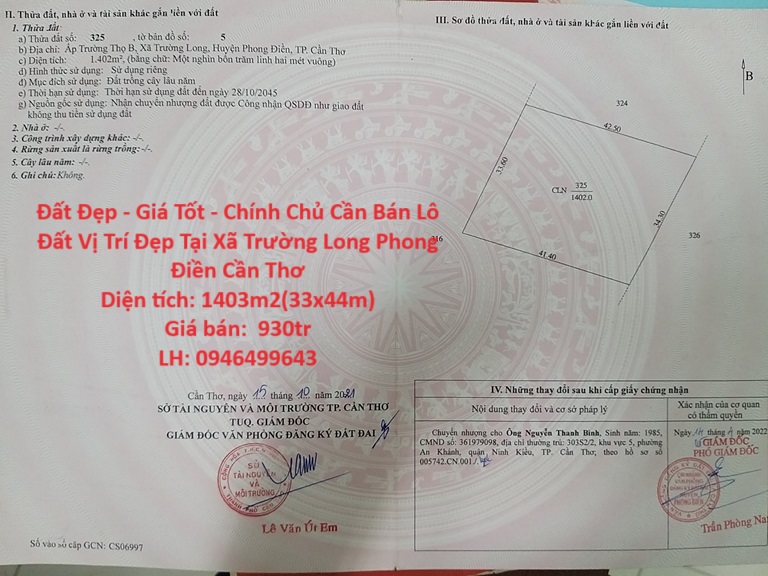 II. Thửa đất, nhà ở và tài sản khác gắn liền với đất
1. Thửa đất:
a) Thửa đất số: 325 , tờ bản đồ số: 5
b) Địa chỉ: Ấp Trường Thọ B, Xã Trường Long, Huyện Phong Điền, TP. Cần Thơ
c) Diện tích: 1.402m², (bằng chữ: Một nghìn bốn trăm linh hai mét vuông)
d) Hình thức sử dụng: Sử dụng riêng
đ) Mục đích sử dụng: Đất trồng cây lâu năm
e) Thời hạn sử dụng: Thời hạn sử dụng đất đến ngày 28/10/2045
g) Nguồn gốc sử dụng: Nhận chuyển nhượng đất được Công nhận QSDĐ như giao đất
không thu tiền sử dụng đất
2. Nhà ở: -/-.
3. Công trình xây dựng khác: -/-.
4. Rừng sản xuất là rừng trồng: -/-.
5. Cây lâu năm: -/-.
6. Ghi chú: Không.
Đất Đẹp - Giá Tốt - Chính Chủ Cần Bán Lô
Đất Vị Trí Đẹp Tại Xã Trường Long Phong
Điền Cần Thơ
Diện tích: 1403m2(33x44m)
Giá bán: 930tr
LH: 0946499643
Cần Thơ, ngày 15 tháng 10 năm 2021
SỞ TÀI NGUYÊN VÀ MÔI TRƯỜNG TP. CẦN THƠ
TUQ. GIÁM ĐỐC
GIÁM ĐỐC VĂN PHÒNG ĐĂNG KÝ ĐẤT ĐAI
SỞ
TÀI NGUYÊN
VÀ
MÔI TRƯỜNG
Lê Văn Út Em
Số vào sổ cấp GCN: CS06997
III. Sơ đồ thửa đất, nhà ở và tài sản khác gắn liền với đất
B
324
42.50
33.60
CLN 325
1402.0
34.30
326
316
41.40
IV. Những thay đổi sau khi cấp giấy chứng nhận
Nội dung thay đổi và cơ sở pháp lý
Xác nhận của cơ quan
có thẩm quyền
Chuyển nhượng cho Ông Nguyễn Thanh Bình, Sinh năm: 1985,
CMND số: 361979098, địa chỉ thường trú: 303S2/2, khu vực 5, phường
An Khánh, quận Ninh Kiều, TP. Cần Thơ, theo hồ sơ số
005742.CN.001./.
Ngày tháng năm 2022
GIÁM ĐỐC
PHÓ GIÁM ĐỐC
Trần Phòng